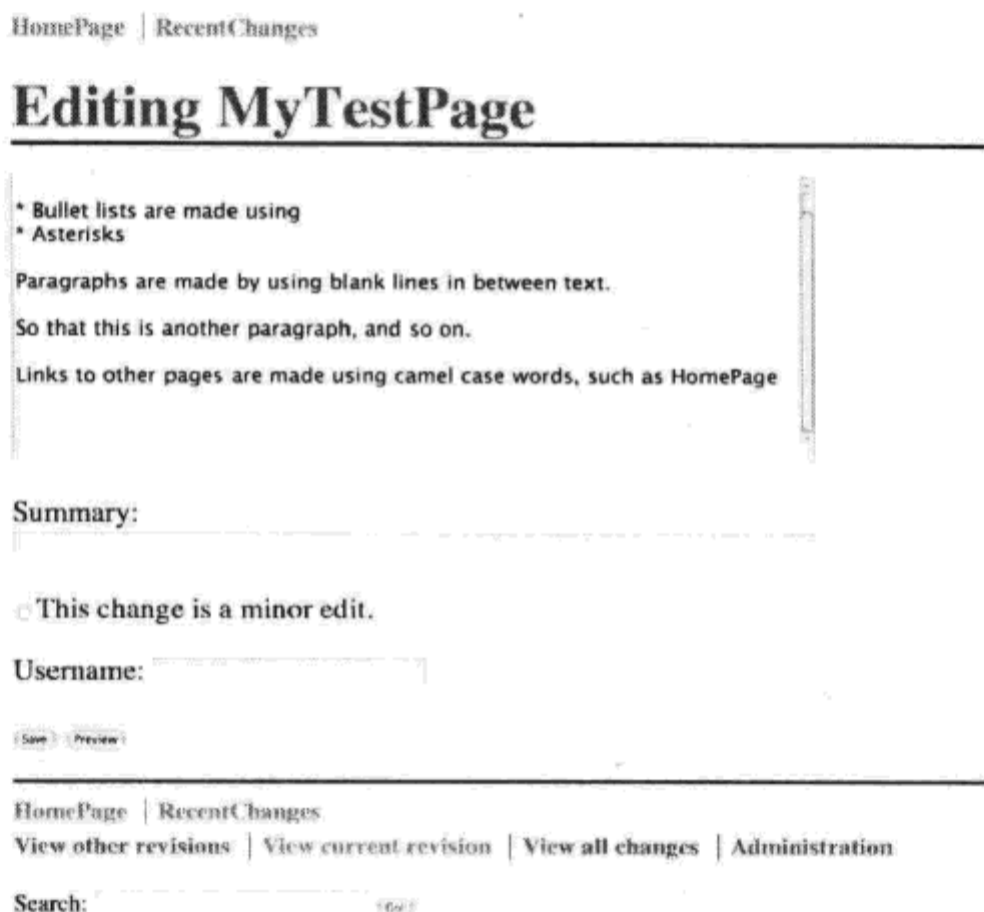 HomePage | RecentChanges
Editing MyTestPage
* Bullet lists are made using
* Asterisks
Paragraphs are made by using blank lines in between text.
So that this is another paragraph, and so on.
Links to other pages are made using camel case words, such as HomePage
Summary:
This change is a minor edit.
Username:
Save Preview
HomePage | RecentChanges
View other revisions | View current revision | View all changes | Administration
Search: Go!